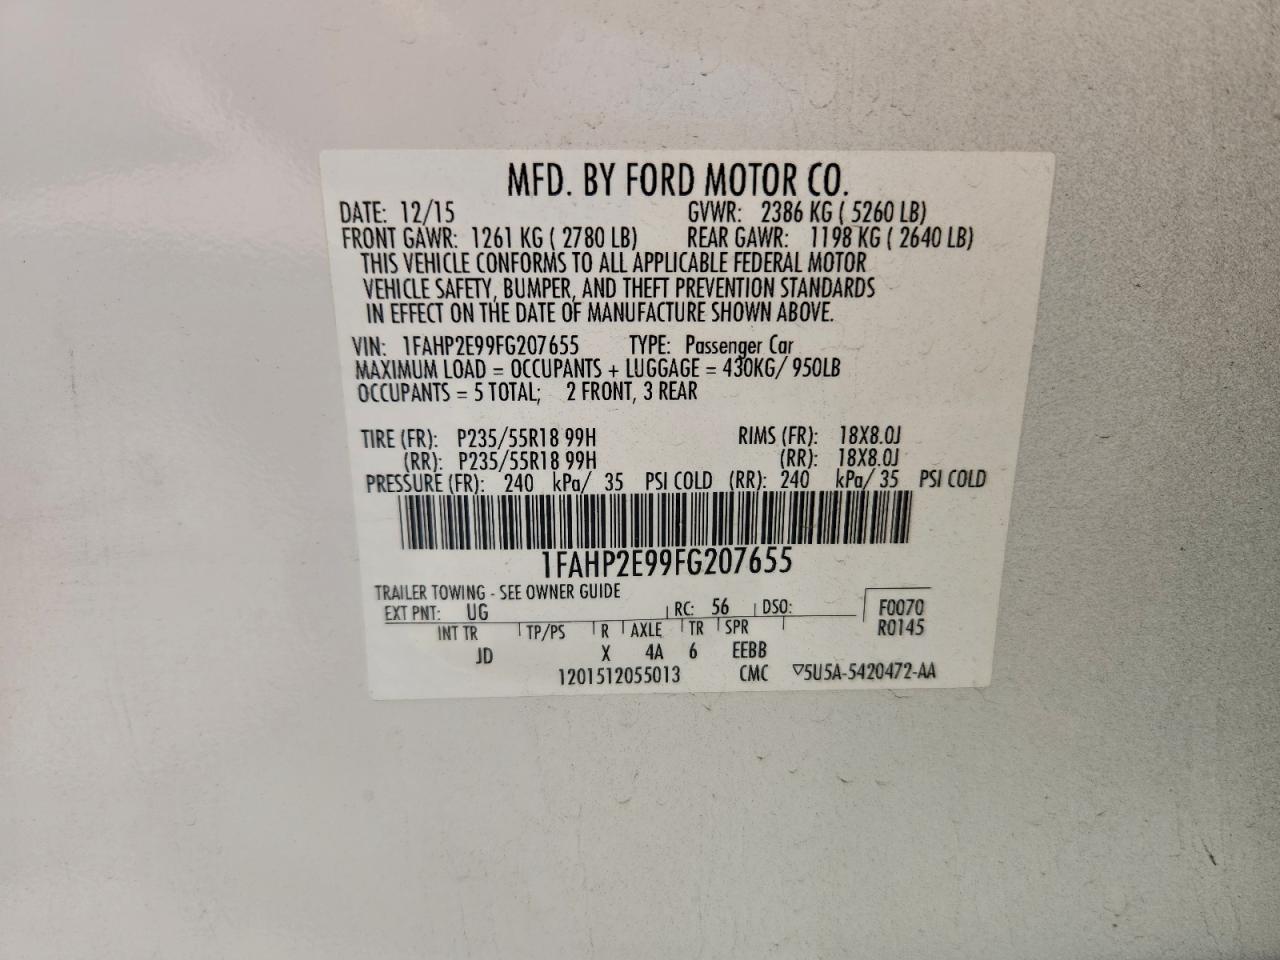 MFD. BY FORD MOTOR CO.
DATE: 12/15 GVWR: 2386 KG ( 5260 LB)
FRONT GAWR: 1261 KG ( 2780 LB) REAR GAWR: 1198 KG ( 2640 LB)
THIS VEHICLE CONFORMS TO ALL APPLICABLE FEDERAL MOTOR
VEHICLE SAFETY, BUMPER, AND THEFT PREVENTION STANDARDS
IN EFFECT ON THE DATE OF MANUFACTURE SHOWN ABOVE.
VIN: 1FAHP2E99FG207655 TYPE: Passenger Car
MAXIMUM LOAD = OCCUPANTS + LUGGAGE = 430KG/ 950LB
OCCUPANTS = 5 TOTAL; 2 FRONT, 3 REAR
TIRE (FR): P235/55R18 99H RIMS (FR): 18X8.0J
(RR): P235/55R18 99H (RR): 18X8.0J
PRESSURE (FR): 240 kPa/ 35 PSI COLD (RR): 240 kPa/ 35 PSI COLD
1FAHP2E99FG207655
TRAILER TOWING - SEE OWNER GUIDE
EXT PNT: UG RC: 56 DSO: F0070
INT TR TP/PS R AXLE TR SPR R0145
JD X 4A 6 EEBB
1201512055013 CMC ▽5U5A-5420472-AA